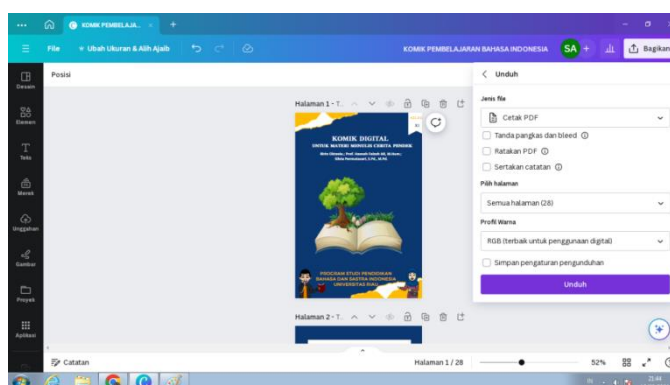 KOMIK PEMBELAJA...
File
Ubah Ukuran & Alih Ajaib
KOMIK PEMBELAJARAN BAHASA INDONESIA
SA
Bagikan
Desain
Elemen
Teks
Merek
Unggahan
Gambar
Proyek
Aplikasi
Posisi
Halaman 1 - T...
KOMIK DIGITAL
UNTUK MATERI MENULIS CERITA PENDEK
PROGRAM STUDI PENDIDIKAN
BAHASA DAN SASTRA INDONESIA
UNIVERSITAS RIAU
Halaman 2 - T...
Unduh
Jenis file
Cetak PDF
Tanda pangkas dan bleed
Ratakan PDF
Sertakan catatan
Pilih halaman
Semua halaman (28)
Profil Warna
RGB (terbaik untuk penggunaan digital)
Simpan pengaturan pengunduhan
Unduh
Catatan
Halaman 1 / 28
52%
IN
21:44